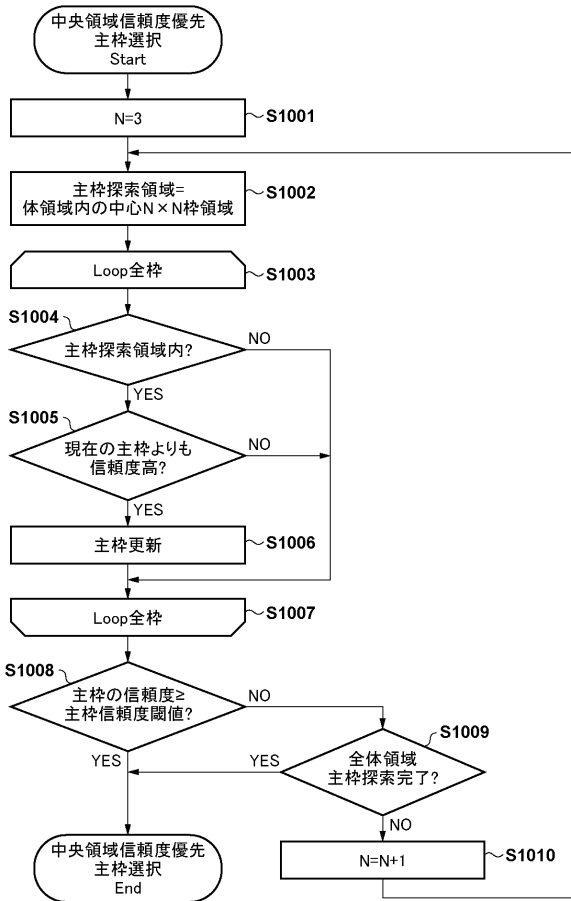 中央領域信頼度優先
主枠選択
Start
N=3
S1001
主枠探索領域=
体領域内の中心N×N枠領域
S1002
Loop全枠
S1003
S1004
主枠探索領域内?
NO
YES
S1005
現在の主枠よりも
信頼度高?
NO
YES
主枠更新
S1006
Loop全枠
S1007
S1008
主枠の信頼度≥
主枠信頼度閾値?
NO
YES
S1009
全体領域
主枠探索完了?
YES
NO
N=N+1
S1010
中央領域信頼度優先
主枠選択
End